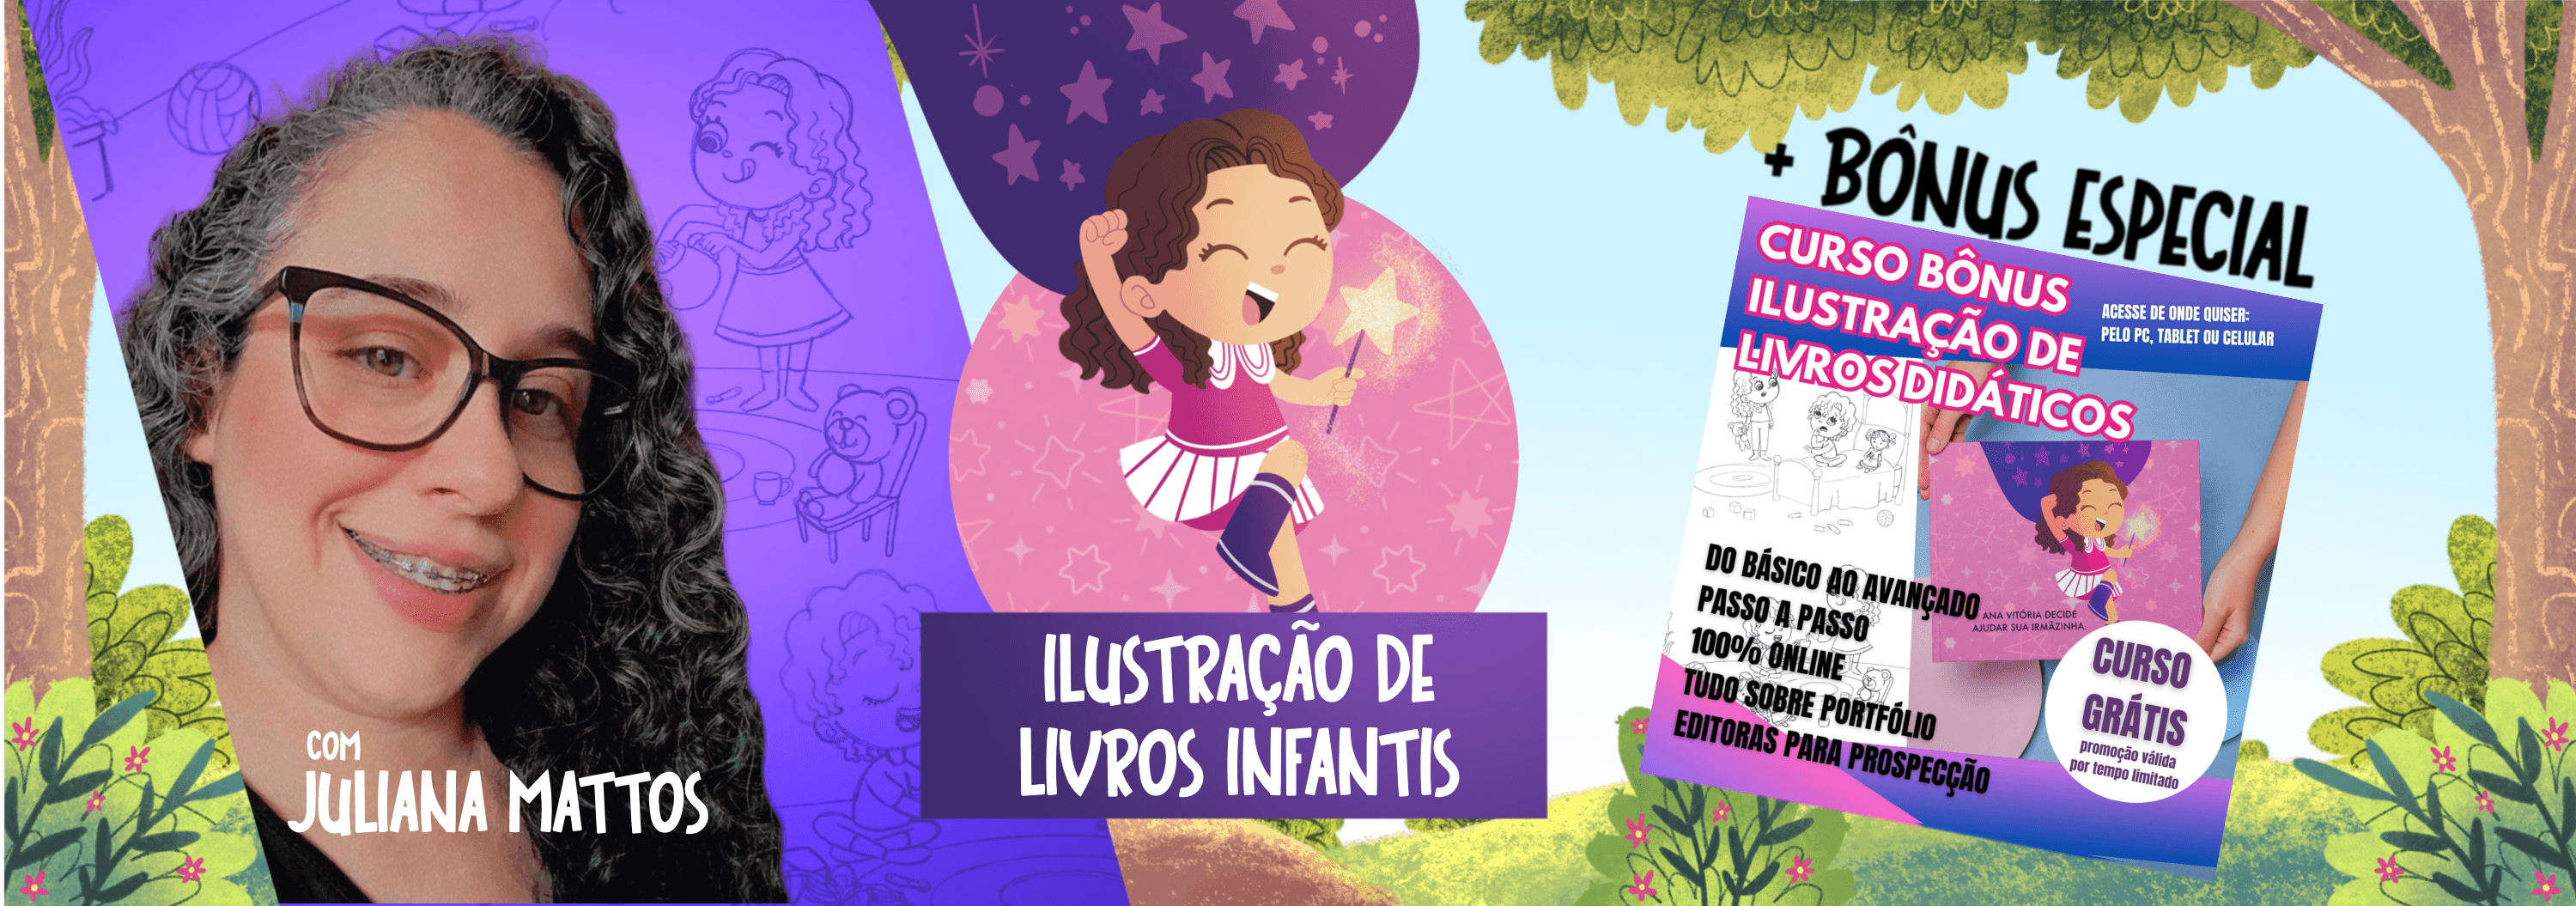 COM
JULIANA MATTOS
ILUSTRAÇÃO DE
LIVROS INFANTIS
+ BÔNUS ESPECIAL
CURSO BÔNUS
ILUSTRAÇÃO DE
LIVROS DIDÁTICOS
ACESSE DE ONDE QUISER:
PELO PC, TABLET OU CELULAR
DO BÁSICO AO AVANÇADO
PASSO A PASSO
100% ONLINE
TUDO SOBRE PORTFÓLIO
EDITORAS PARA PROSPECÇÃO
ANA VITÓRIA DECIDE
AJUDAR SUA IRMÃZINHA.
CURSO
GRÁTIS
promoção válida
por tempo limitado